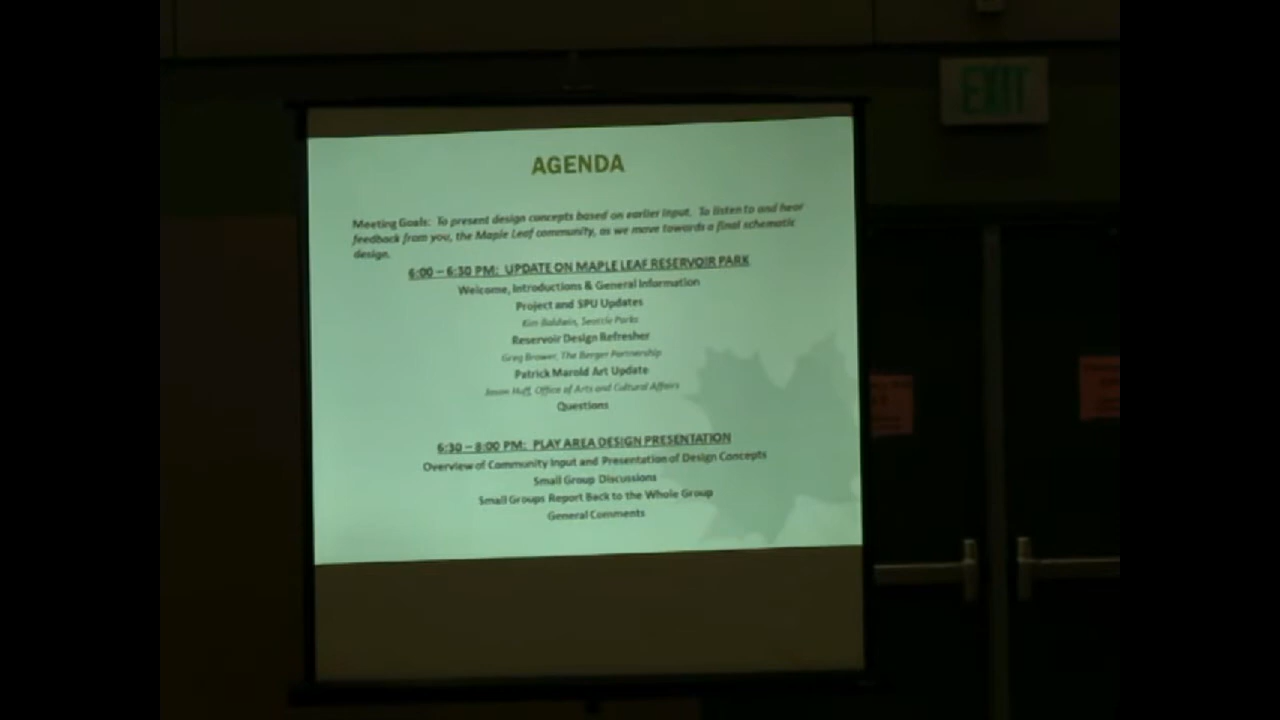 EXIT
AGENDA
Meeting Goals: To present design concepts based on earlier input. To listen to and hear
feedback from you, the Maple Leaf community, as we move towards a final schematic
design.
6:00 – 6:30 PM: UPDATE ON MAPLE LEAF RESERVOIR PARK
Welcome, Introductions & General Information
Project and SPU Updates
Kim Baldwin, Seattle Parks
Reservoir Design Refresher
Greg Brower, The Berger Partnership
Patrick Marold Art Update
Jason Huff, Office of Arts and Cultural Affairs
Questions
6:30 – 8:00 PM: PLAY AREA DESIGN PRESENTATION
Overview of Community Input and Presentation of Design Concepts
Small Group Discussions
Small Groups Report Back to the Whole Group
General Comments